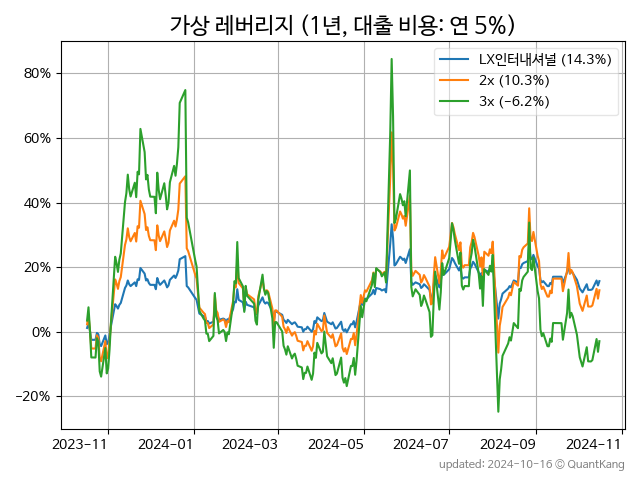 가상 레버리지 (1년, 대출 비용: 연 5%)
LX인터내셔널 (14.3%)
2x (10.3%)
3x (-6.2%)
80%
60%
40%
20%
0%
-20%
2023-11 2024-01 2024-03 2024-05 2024-07 2024-09 2024-11
updated: 2024-10-16 © QuantKang